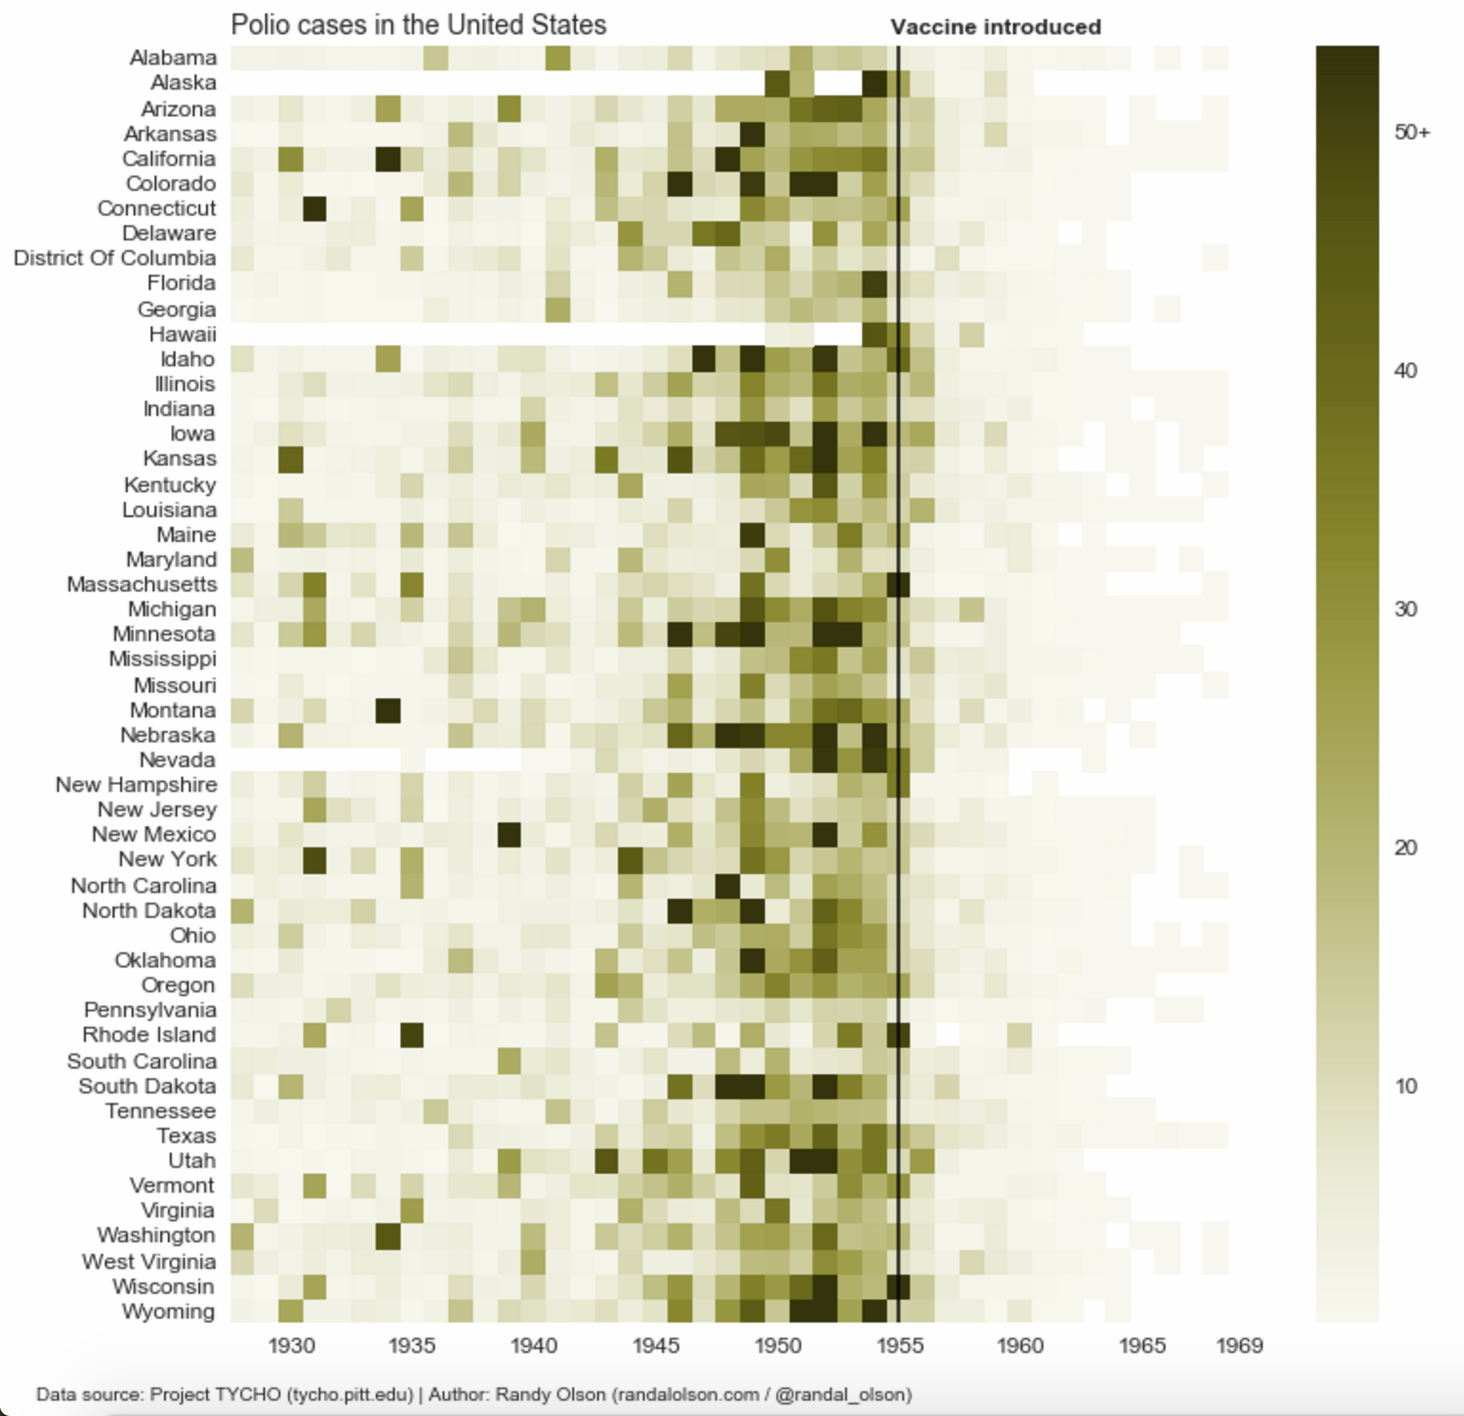 Polio cases in the United States
Vaccine introduced
Alabama
Alaska
Arizona
Arkansas
California
Colorado
Connecticut
Delaware
District Of Columbia
Florida
Georgia
Hawaii
Idaho
Illinois
Indiana
Iowa
Kansas
Kentucky
Louisiana
Maine
Maryland
Massachusetts
Michigan
Minnesota
Mississippi
Missouri
Montana
Nebraska
Nevada
New Hampshire
New Jersey
New Mexico
New York
North Carolina
North Dakota
Ohio
Oklahoma
Oregon
Pennsylvania
Rhode Island
South Carolina
South Dakota
Tennessee
Texas
Utah
Vermont
Virginia
Washington
West Virginia
Wisconsin
Wyoming
50+
40
30
20
10
1930 1935 1940 1945 1950 1955 1960 1965 1969
Data source: Project TYCHO (tycho.pitt.edu) | Author: Randy Olson (randalolson.com / @randal_olson)